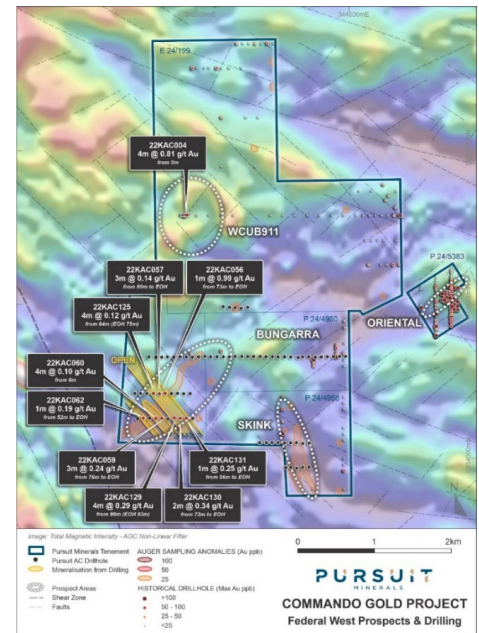 344000mE
E 24/199
22KAC004
4m @ 0.81 g/t Au
from 0m
WCUB911
22KAC057
3m @ 0.14 g/t Au
from 60m to EOH
22KAC056
1m @ 0.99 g/t Au
from 73m to EOH
P 24/5383
22KAC125
4m @ 0.12 g/t Au
from 64m (EOH 75m)
P 24/4900
ORIENTAL
BUNGARRA
OPEN
22KAC060
4m @ 0.10 g/t Au
from 8m
22KAC062
1m @ 0.19 g/t Au
from 52m to EOH
P 24/4958
SKINK
22KAC059
3m @ 0.24 g/t Au
from 76m to EOH
22KAC131
1m @ 0.25 g/t Au
from 56m to EOH
22KAC129
4m @ 0.29 g/t Au
22KAC130
2m @ 0.34 g/t Au
from 72m to EOH
Image: Total Magnetic Intensity - AGC Non-Linear Filter
Pursuit Minerals Tenement
Pursuit AC Drillhole
Mineralisation from Drilling
Prospect Areas
Shear Zone
Faults
AUGER SAMPLING ANOMALIES (Au ppb)
100
50
25
HISTORICAL DRILLHOLE (Max Au ppb)
>100
50 - 100
25 - 50
<25
0 1 2km
PURSUIT
MINERALS
COMMANDO GOLD PROJECT
Federal West Prospects & Drilling